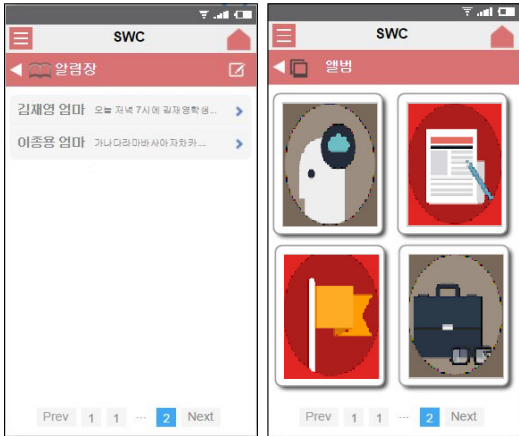 SWC
알림장
김재영 엄마 오늘 저녁 7시에 김재영학생...
이종용 엄마 가나다라마바사아자차카....
Prev 1 1 ... 2 Next
SWC
앨범
Prev 1 1 ... 2 Next